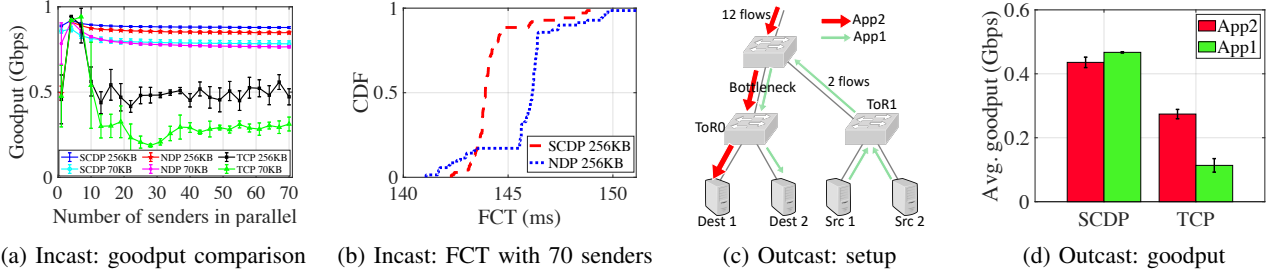 1
0.5
0
1 10 20 30 40 50 60 70
Goodput (Gbps)
Number of senders in parallel
SCDP 256KB NDP 256KB TCP 256KB
SCDP 70KB NDP 70KB TCP 70KB
(a) Incast: goodput comparison
1
0.5
0
140 145 150
CDF
FCT (ms)
SCDP 256KB
NDP 256KB
(b) Incast: FCT with 70 senders
12 flows
App2
App1
Bottleneck
2 flows
ToR0
ToR1
Dest 1 Dest 2 Src 1 Src 2
(c) Outcast: setup
0.6
0.4
0.2
0.0
Avg. goodput (Gbps)
App2
App1
SCDP TCP
(d) Outcast: goodput